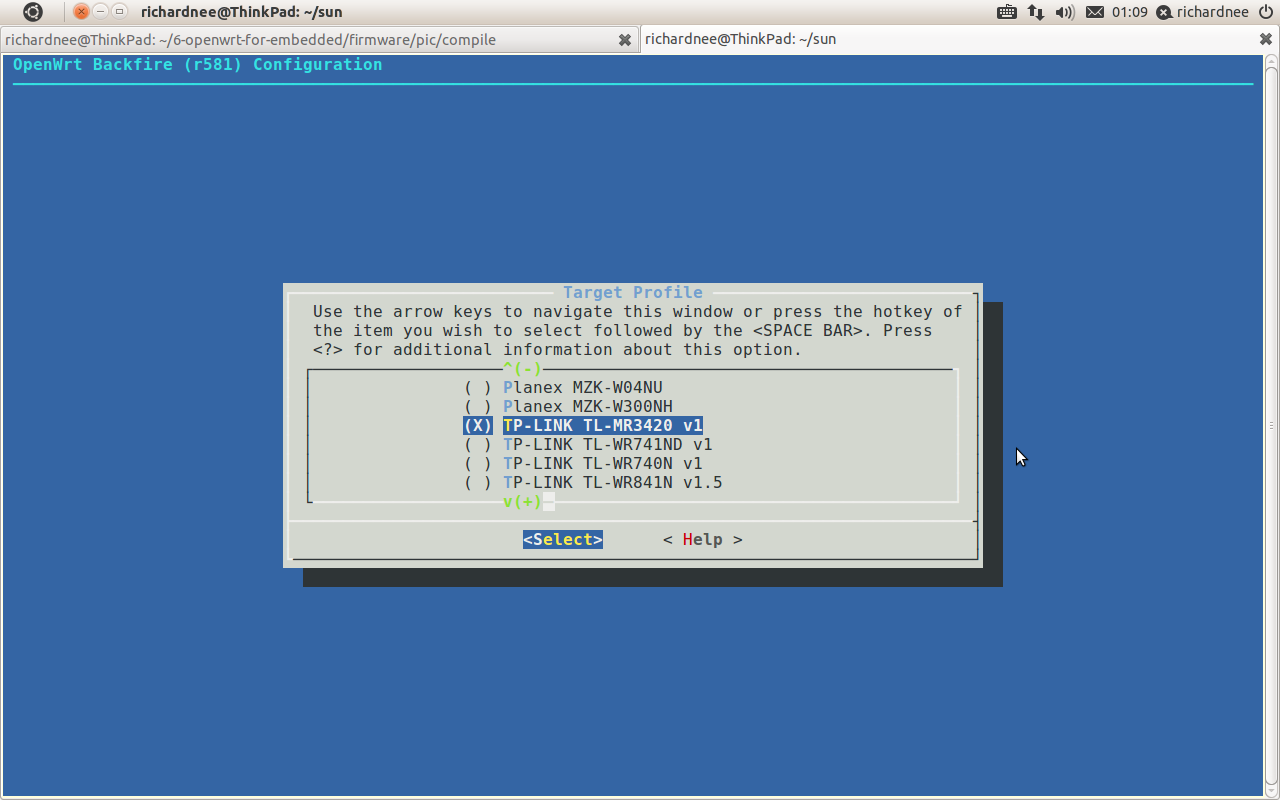 richardnee@ThinkPad: ~/sun
01:09
richardnee
richardnee@ThinkPad: ~/6-openwrt-for-embedded/firmware/pic/compile
richardnee@ThinkPad: ~/sun
OpenWrt Backfire (r581) Configuration
Target Profile
Use the arrow keys to navigate this window or press the hotkey of
the item you wish to select followed by the <SPACE BAR>. Press
<?> for additional information about this option.
^(-)
( ) Planex MZK-W04NU
( ) Planex MZK-W300NH
(X) TP-LINK TL-MR3420 v1
( ) TP-LINK TL-WR741ND v1
( ) TP-LINK TL-WR740N v1
( ) TP-LINK TL-WR841N v1.5
v(+)
<Select> < Help >